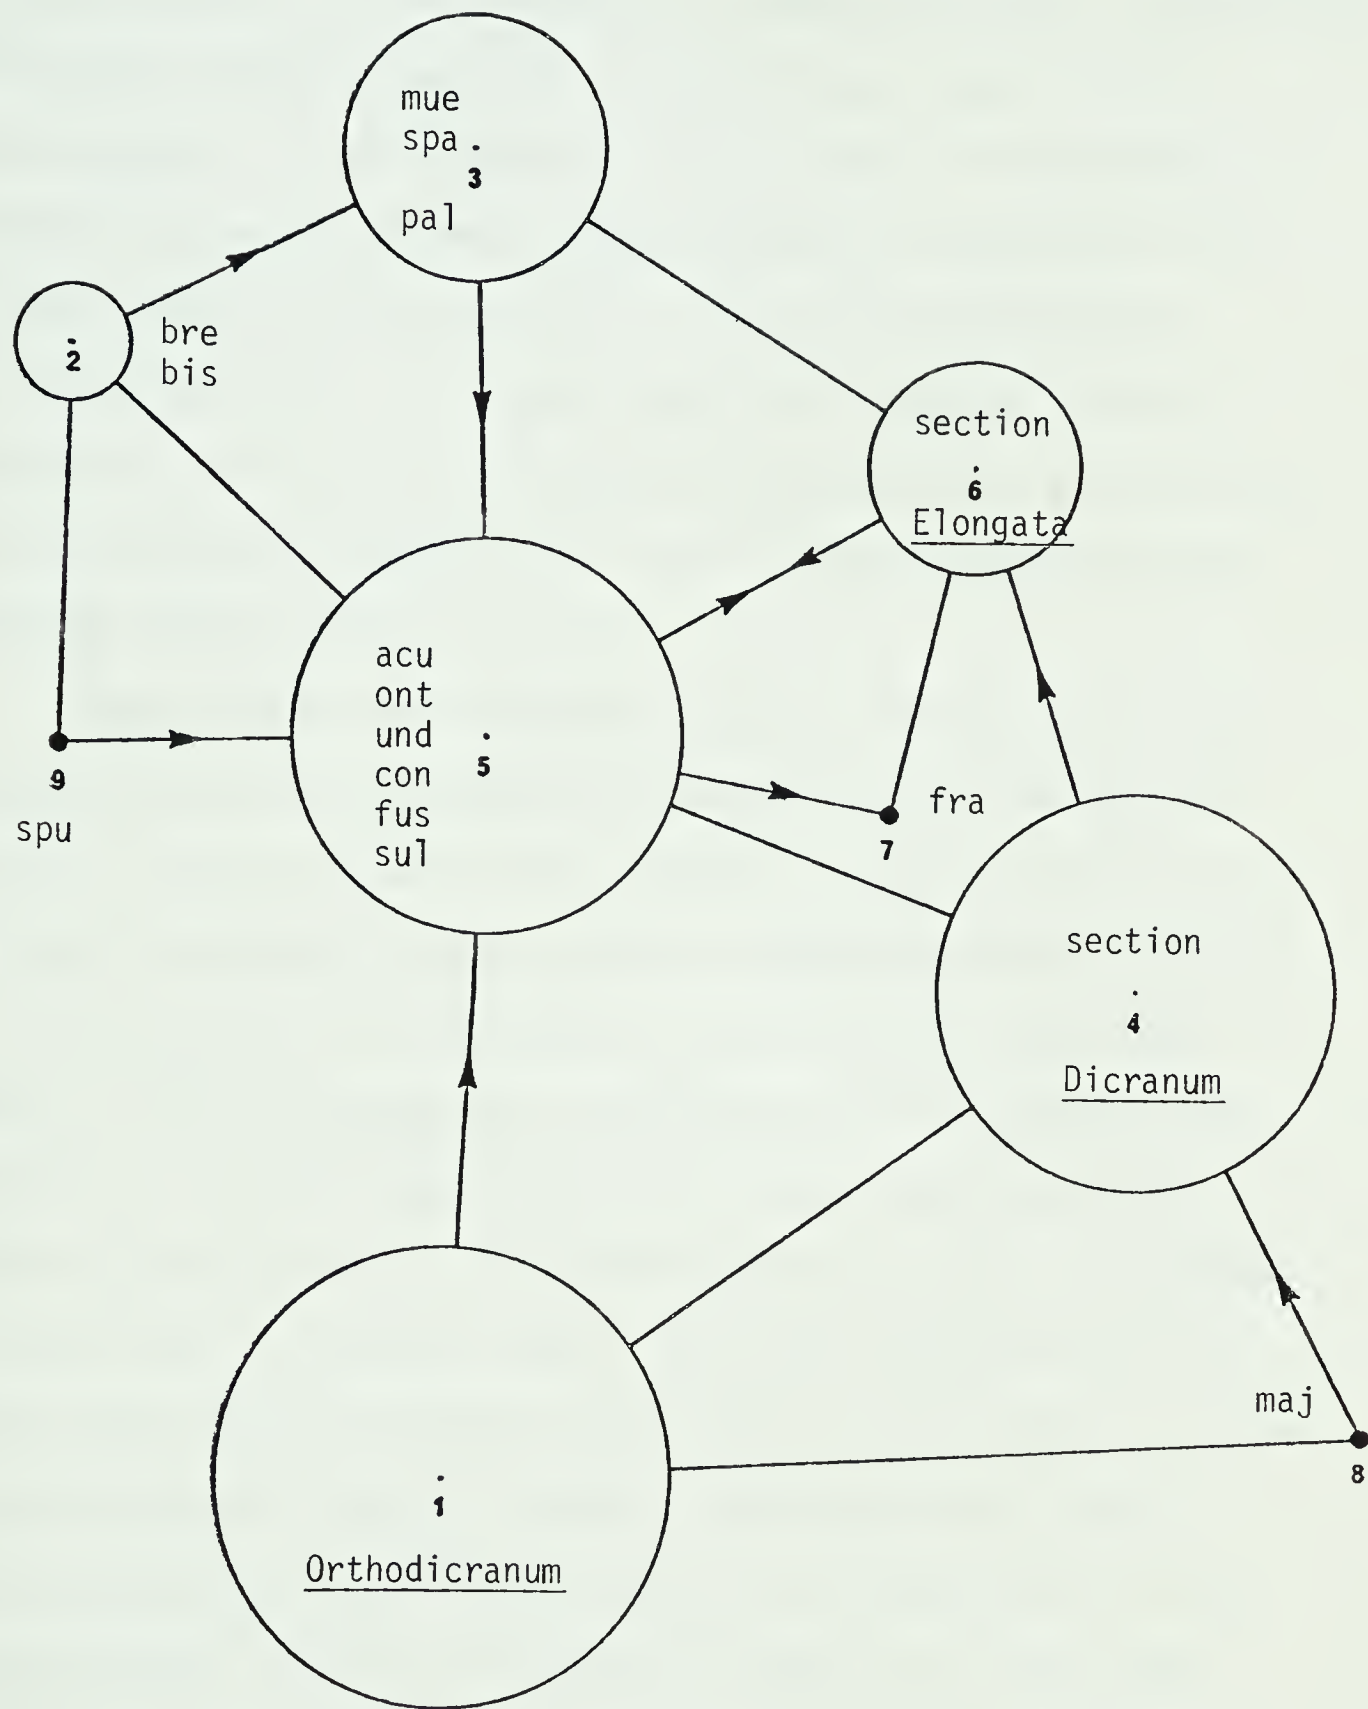 mue
spa
3
pal
2
bre
bis
section
6
Elongata
acu
ont
und
5
con
fus
sul
9
spu
fra
7
section
4
Dicranum
maj
8
1
Orthodicranum